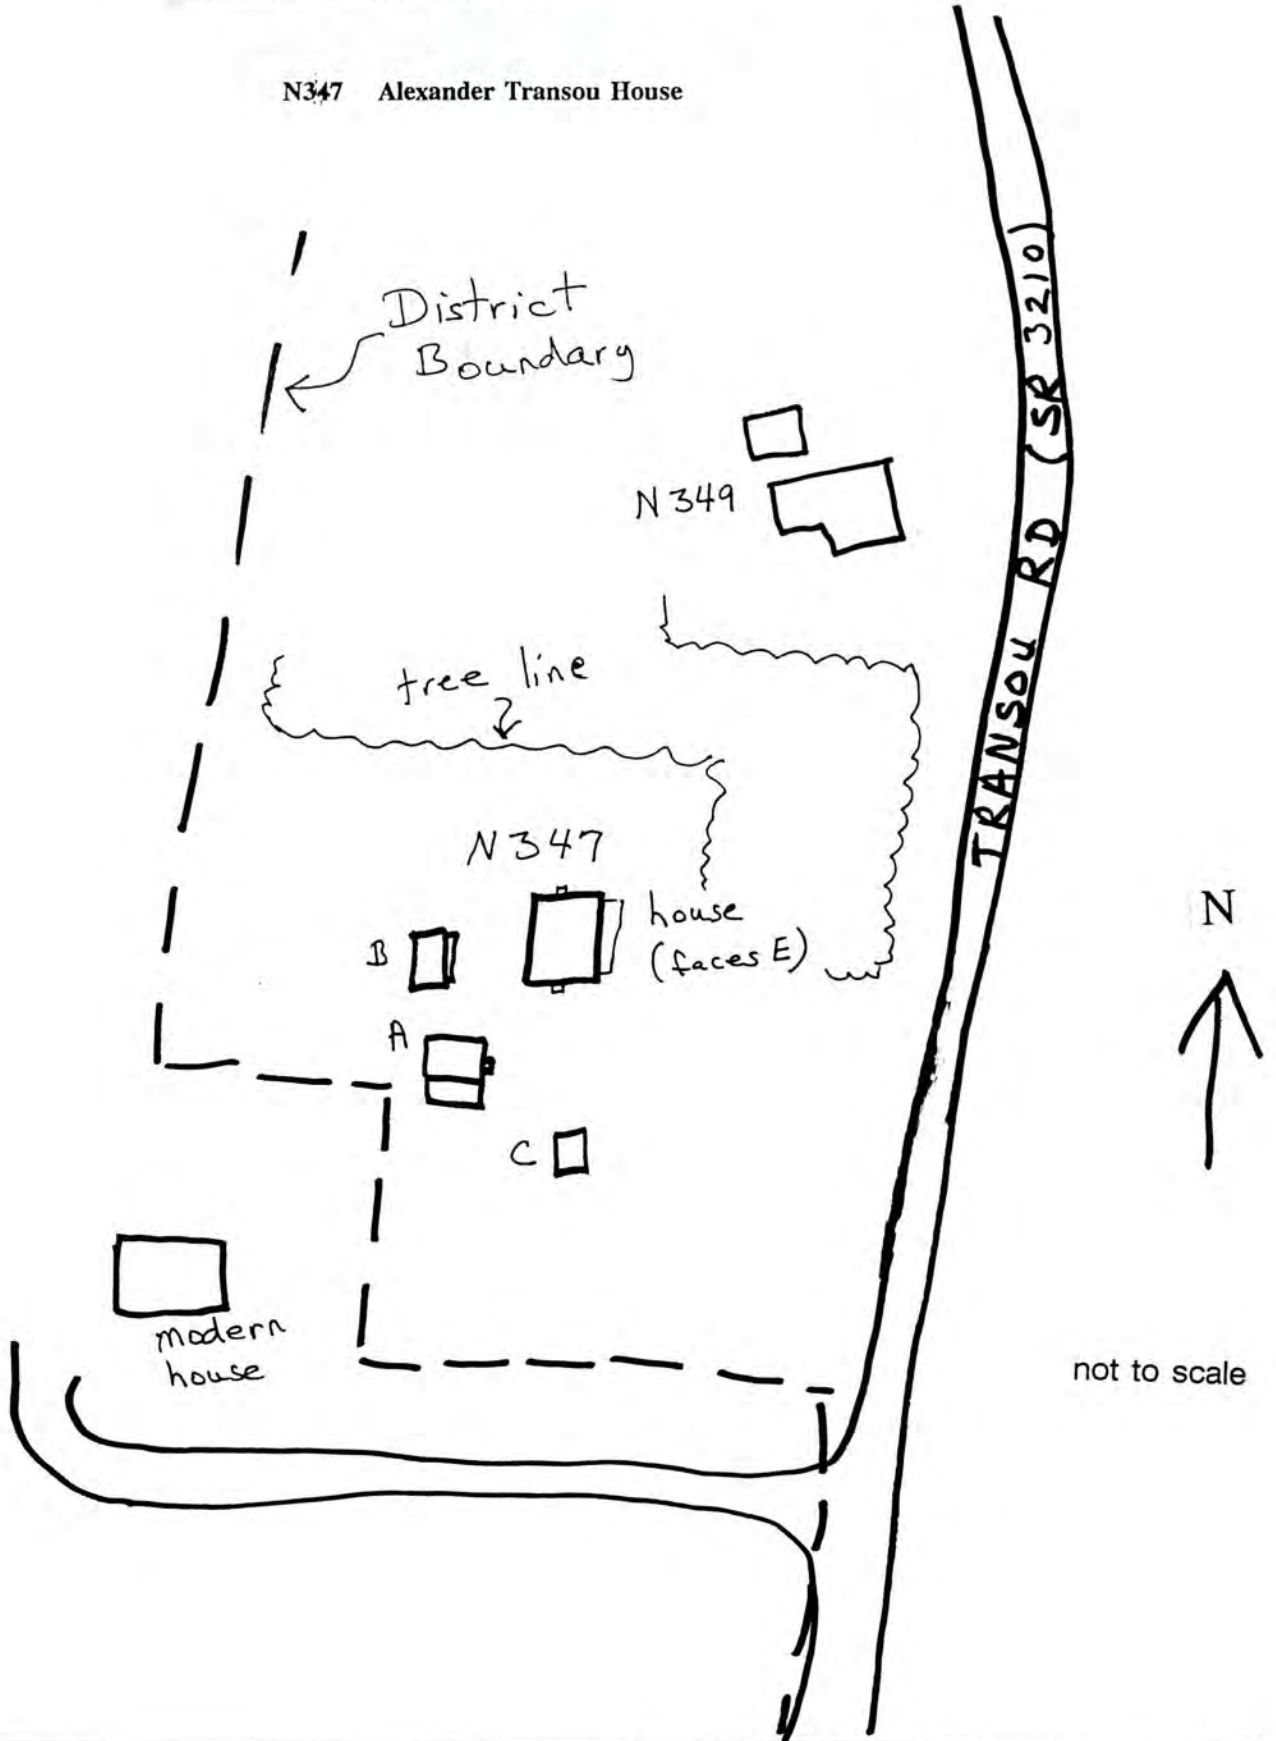 N347 Alexander Transou House
District
Boundary
TRANSOU RD (SR 3210)
N349
tree line
N347
house
(faces E)
B
A
C
N
modern
house
not to scale